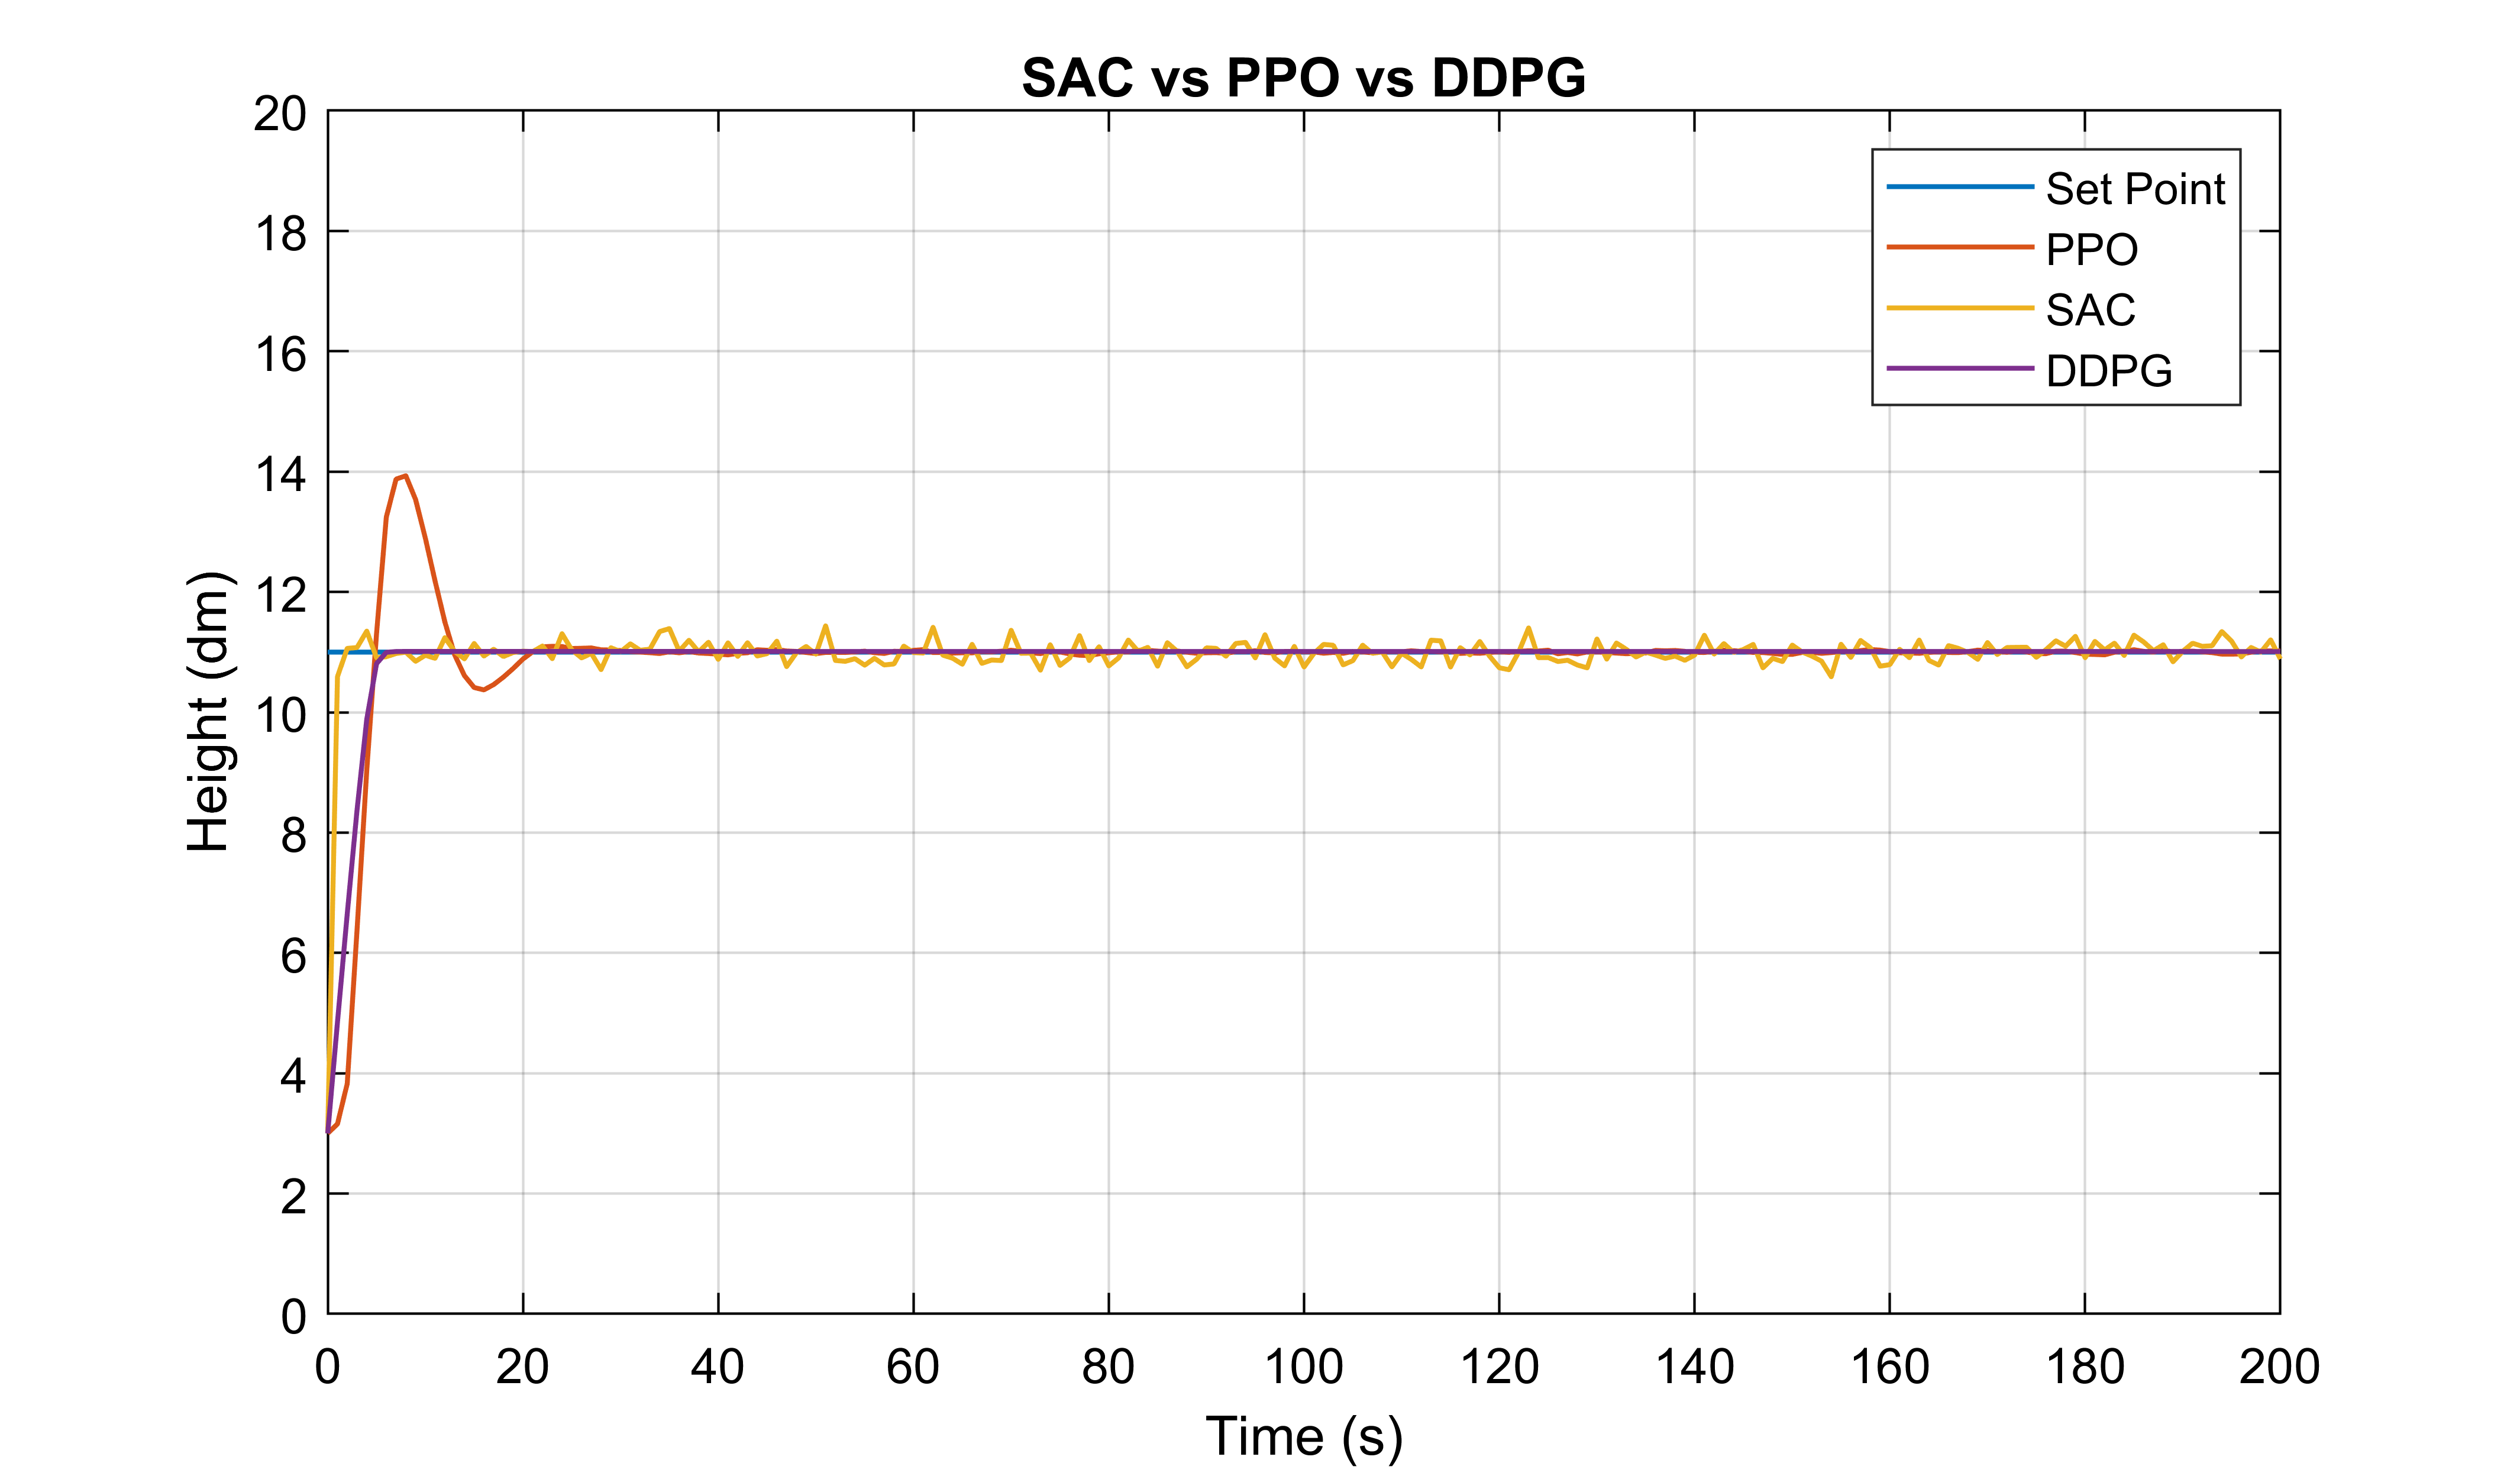 SAC vs PPO vs DDPG
20
18
16
14
12
10
8
6
4
2
0
Height (dm)
Set Point
PPO
SAC
DDPG
0 20 40 60 80 100 120 140 160 180 200
Time (s)